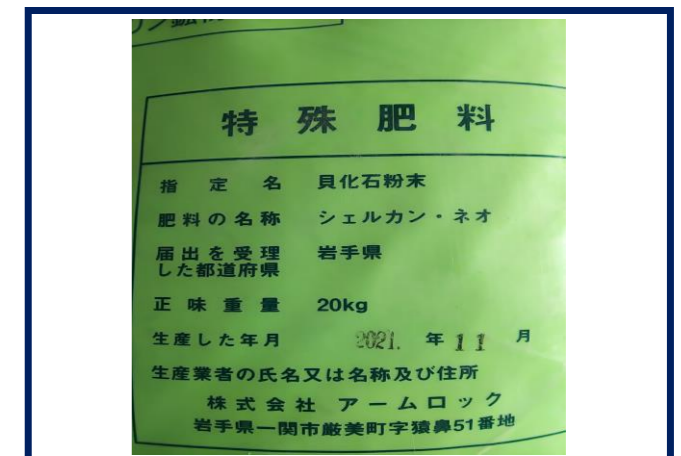 特殊肥料
指定名 貝化石粉末
肥料の名称 シェルカン・ネオ
届出を受理 岩手県
した都道府県
正味重量 20kg
生産した年月 2021. 年 11 月
生産業者の氏名又は名称及び住所
株式会社 アームロック
岩手県一関市厳美町字猿鼻51番地